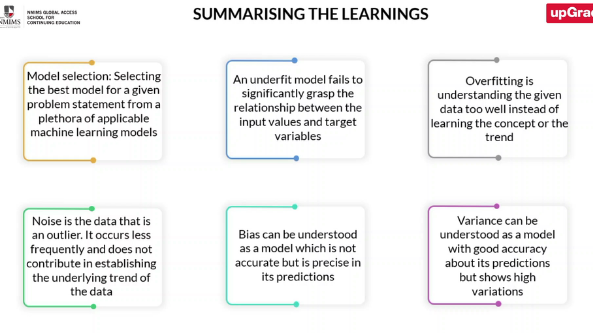 NMIMS
NMIMS GLOBAL ACCESS
SCHOOL FOR
CONTINUING EDUCATION
SUMMARISING THE LEARNINGS
upGrad
Model selection: Selecting
the best model for a given
problem statement from a
plethora of applicable
machine learning models
An underfit model fails to
significantly grasp the
relationship between the
input values and target
variables
Overfitting is
understanding the given
data too well instead of
learning the concept or the
trend
Noise is the data that is
an outlier. It occurs less
frequently and does not
contribute in establishing
the underlying trend of
the data
Bias can be understood
as a model which is not
accurate but is precise in
its predictions
Variance can be
understood as a model
with good accuracy
about its predictions
but shows high
variations